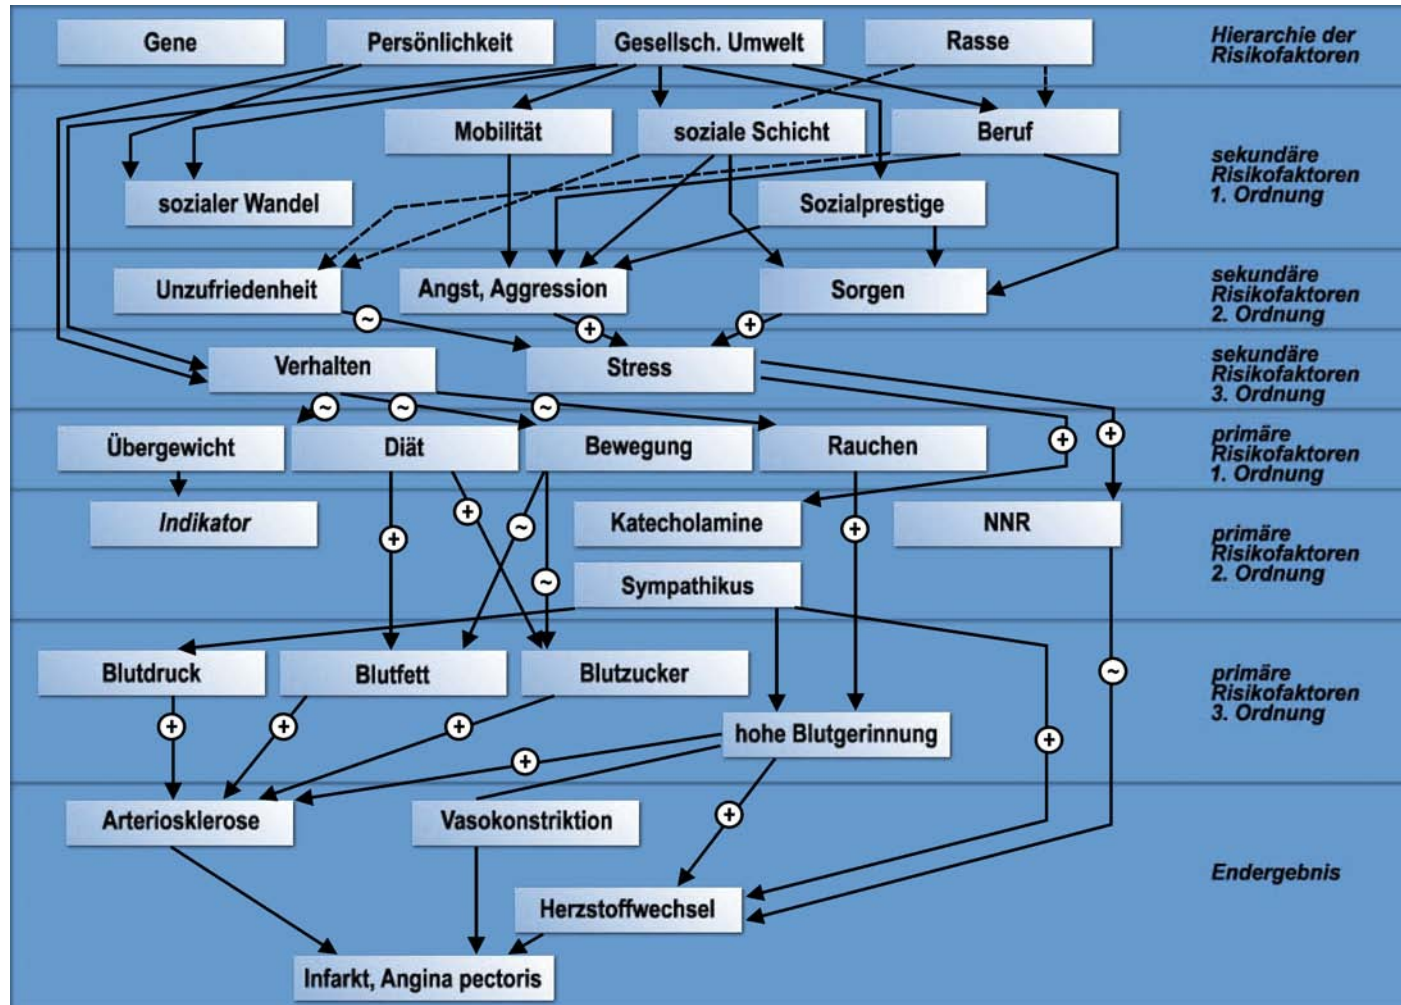 Gene
Persönlichkeit
Gesellsch. Umwelt
Rasse
Hierarchie der
Risikofaktoren
Mobilität
soziale Schicht
Beruf
sozialer Wandel
Sozialprestige
sekundäre
Risikofaktoren
1. Ordnung
Unzufriedenheit
Angst, Aggression
Sorgen
sekundäre
Risikofaktoren
2. Ordnung
~
+
+
Verhalten
Stress
sekundäre
Risikofaktoren
3. Ordnung
~
~
~
Übergewicht
Diät
Bewegung
Rauchen
+
+
primäre
Risikofaktoren
1. Ordnung
Indikator
+
+
~
Katecholamine
+
NNR
~
Sympathikus
primäre
Risikofaktoren
2. Ordnung
Blutdruck
Blutfett
Blutzucker
~
primäre
Risikofaktoren
3. Ordnung
+
+
+
hohe Blutgerinnung
+
+
Arteriosklerose
Vasokonstriktion
+
Herzstoffwechsel
Endergebnis
Infarkt, Angina pectoris